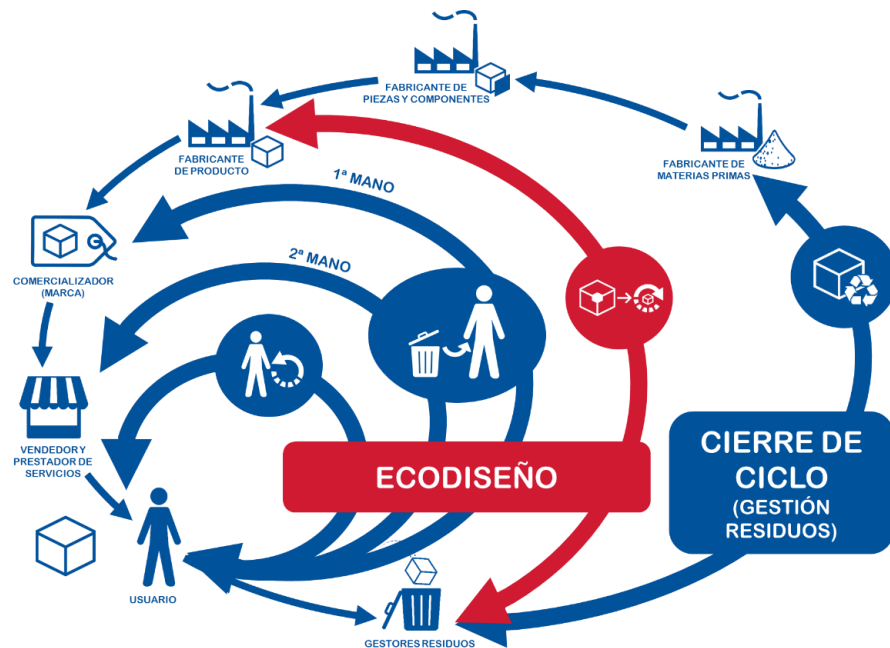 FABRICANTE DE
PIEZAS Y COMPONENTES
FABRICANTE
DE PRODUCTO
FABRICANTE DE
MATERIAS PRIMAS
1ª MANO
2ª MANO
COMERCIALIZADOR
(MARCA)
VENDEDOR Y
PRESTADOR DE
SERVICIOS
ECODISEÑO
CIERRE DE
CICLO
(GESTIÓN
RESIDUOS)
USUARIO
GESTORES RESIDUOS